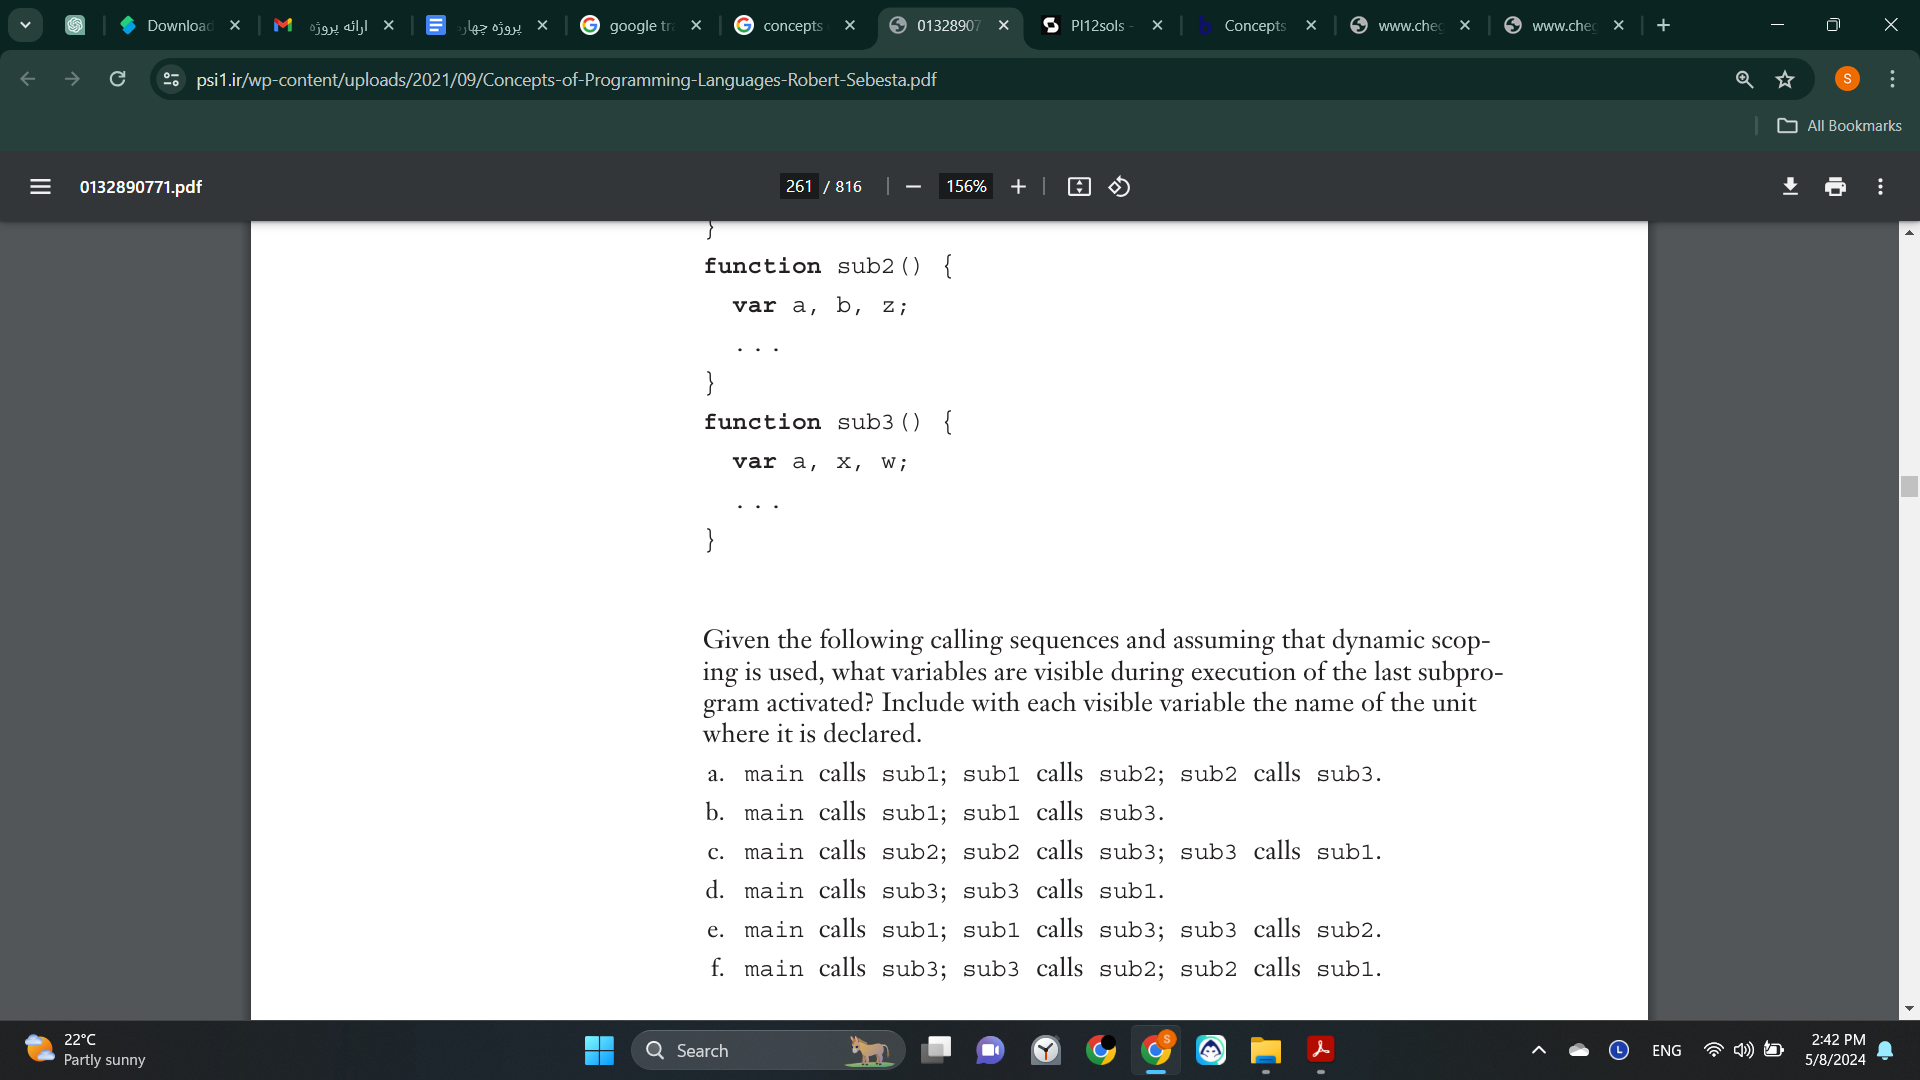 Download
ارائه پروژه
پروژه چهار
google tr
concepts
01328907
Pl12sols -
Concepts
www.cheg
www.cheg
psi1.ir/wp-content/uploads/2021/09/Concepts-of-Programming-Languages-Robert-Sebesta.pdf
S
All Bookmarks
0132890771.pdf
261 / 816
156%
}
function sub2() {
var a, b, z;
...
}
function sub3() {
var a, x, w;
...
}
Given the following calling sequences and assuming that dynamic scop-
ing is used, what variables are visible during execution of the last subpro-
gram activated? Include with each visible variable the name of the unit
where it is declared.
a. main calls sub1; sub1 calls sub2; sub2 calls sub3.
b. main calls sub1; sub1 calls sub3.
c. main calls sub2; sub2 calls sub3; sub3 calls sub1.
d. main calls sub3; sub3 calls sub1.
e. main calls sub1; sub1 calls sub3; sub3 calls sub2.
f. main calls sub3; sub3 calls sub2; sub2 calls sub1.
22°C
Partly sunny
Search
S
L
ENG
2:42 PM
5/8/2024